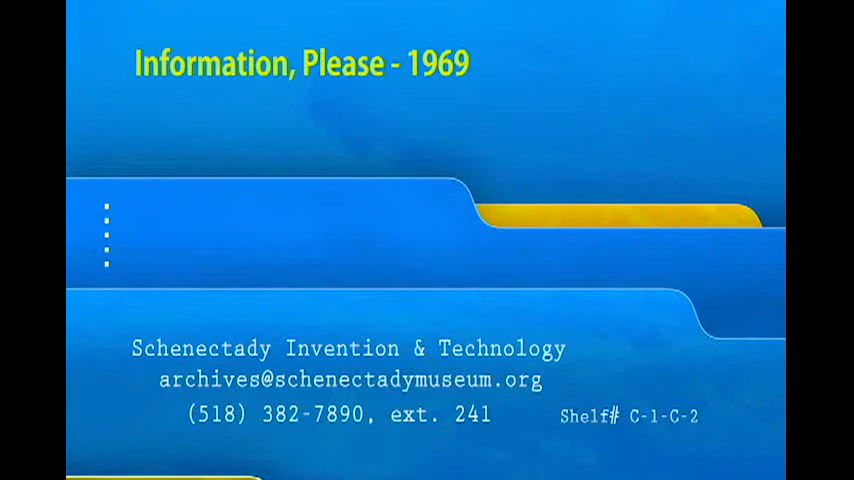 Information, Please - 1969
Schenectady Invention & Technology
archives@schenectadymuseum.org
(518) 382-7890, ext. 241
Shelf# C-1-C-2